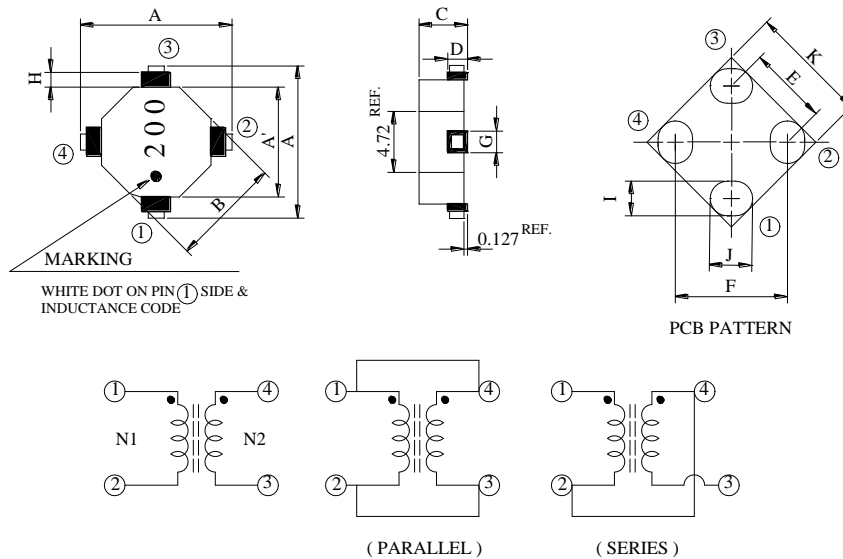 A
③
H
② 
④
200
A'
A
B
①
MARKING
WHITE DOT ON PIN ① SIDE &
INDUCTANCE CODE
C
D
4.72 REF.
G
0.127 REF.
③
K
E
④
②
I
①
J
F
PCB PATTERN
① ④
N1 N2
② ③
① ④
② ③
( PARALLEL )
① ④
② ③
( SERIES )